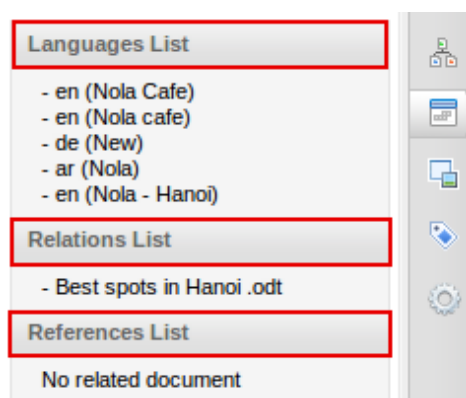 Languages List
- en (Nola Cafe)
- en (Nola cafe)
- de (New)
- ar (Nola)
- en (Nola - Hanoi)
Relations List
- Best spots in Hanoi .odt
References List
No related document